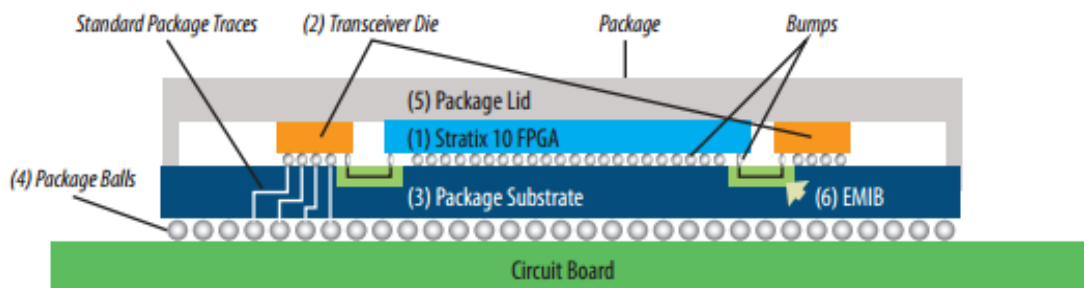 Standard Package Traces
(2) Transceiver Die
Package
Bumps
(5) Package Lid
(1) Stratix 10 FPGA
(4) Package Balls
(3) Package Substrate
(6) EMIB
Circuit Board